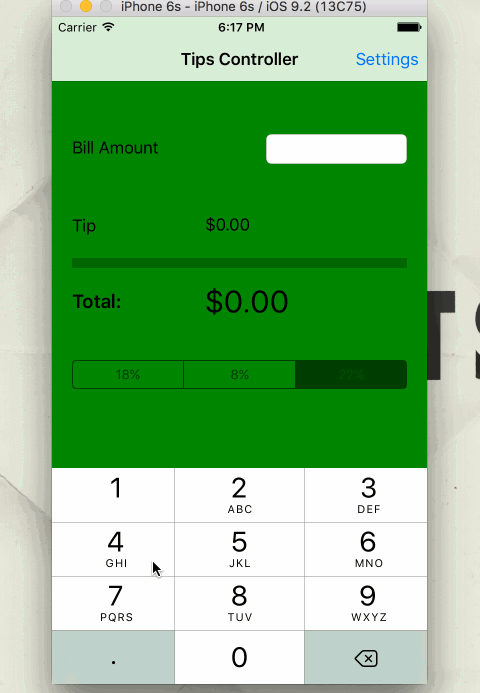 iPhone 6s - iPhone 6s / iOS 9.2 (13C75)
Carrier 6:17 PM
Tips Controller Settings
Bill Amount
Tip $0.00
Total: $0.00
18% 8% 22%
1 2 3
ABC DEF
4 5 6
GHI JKL MNO
7 8 9
PQRS TUV WXYZ
. 0